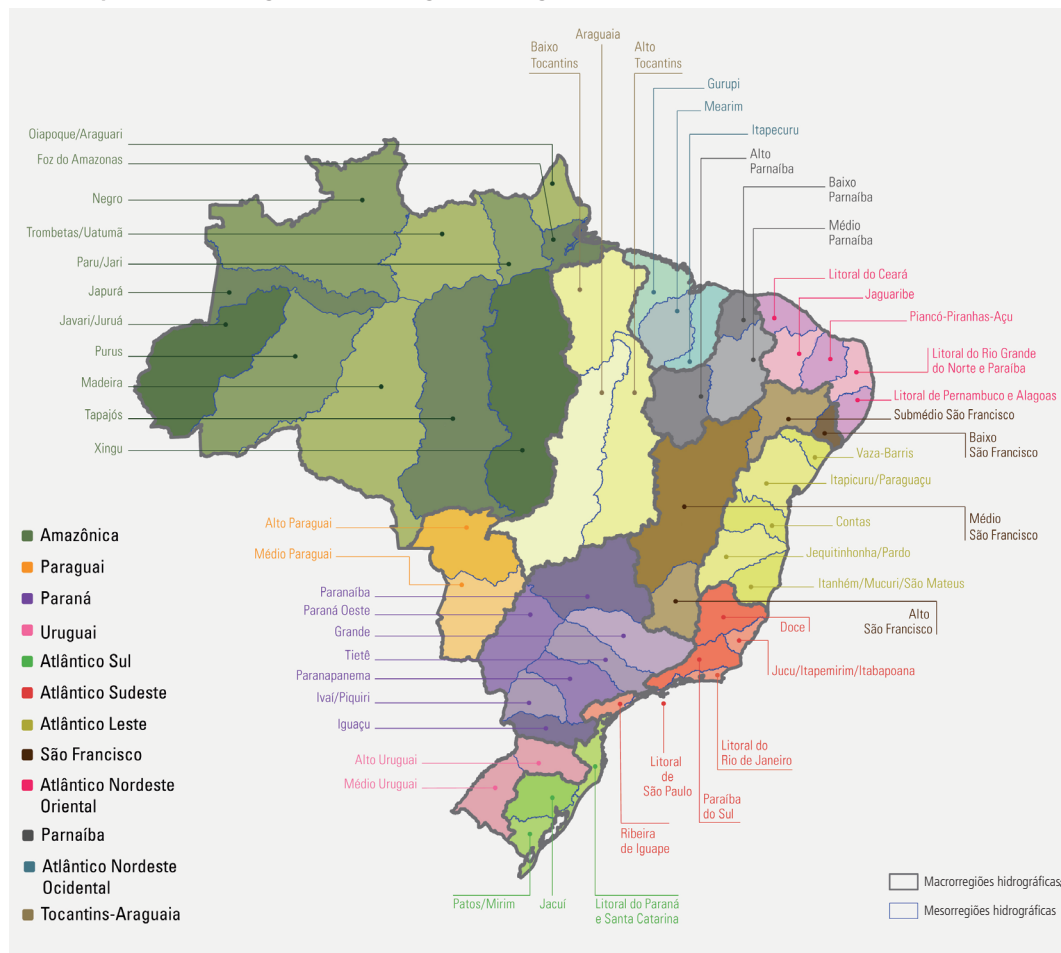 Araguaia
Baixo
Tocantins
Alto
Tocantins
Gurupi
Mearim
Itapecuru
Alto
Parnaíba
Baixo
Parnaíba
Médio
Parnaíba
Oiapoque/Araguari
Foz do Amazonas
Negro
Trombetas/Uatumã
Paru/Jari
Japurá
Javari/Juruá
Purus
Madeira
Tapajós
Xingu
Litoral do Ceará
Jaguaribe
Piancó-Piranhas-Açu
Litoral do Rio Grande
do Norte e Paraíba
Litoral de Pernambuco e Alagoas
Submédio São Francisco
Baixo
São Francisco
Vaza-Barris
Itapicuru/Paraguaçu
Contas
Médio
São Francisco
Jequitinhonha/Pardo
Itanhém/Mucuri/São Mateus
Alto
São Francisco
Doce
Jucu/Itapemirim/Itabapoana
Alto Paraguai
Médio Paraguai
Paranaíba
Paraná Oeste
Grande
Tietê
Paranapanema
Ivaí/Piquiri
Iguaçu
Alto Uruguai
Médio Uruguai
Litoral do
Rio de Janeiro
Litoral
de
São Paulo
Paraíba
do Sul
Ribeira
de Iguape
Patos/Mirim
Jacuí
Litoral do Paraná
e Santa Catarina
Amazônica
Paraguai
Paraná
Uruguai
Atlântico Sul
Atlântico Sudeste
Atlântico Leste
São Francisco
Atlântico Nordeste
Oriental
Parnaíba
Atlântico Nordeste
Ocidental
Tocantins-Araguaia
Macrorregiões hidrográficas
Mesorregiões hidrográficas